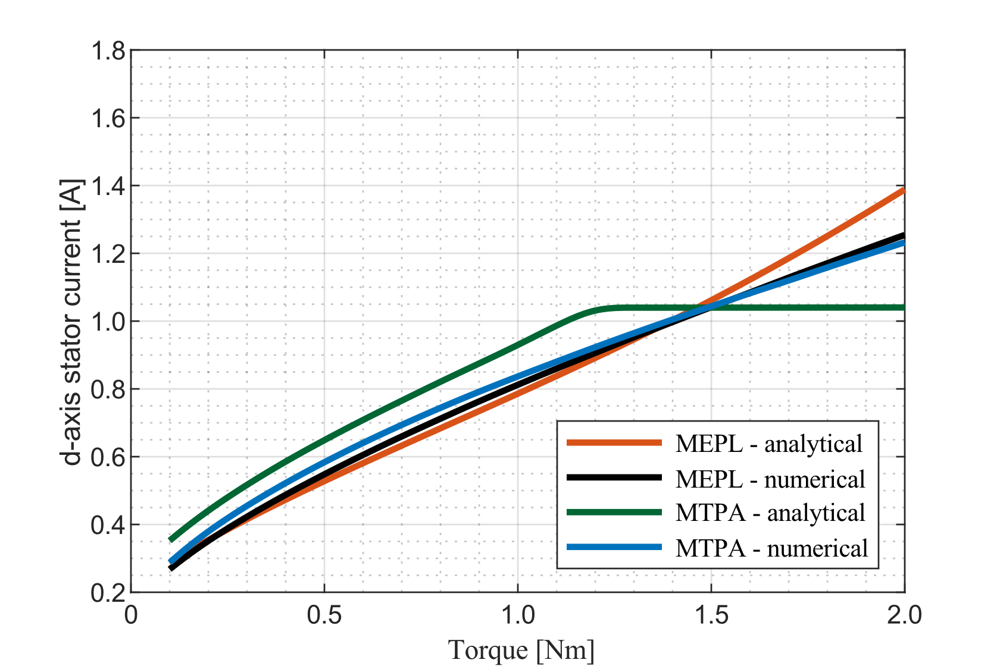 1.8
1.6
1.4
1.2
1.0
0.8
0.6
0.4
0.2
d-axis stator current [A]
MEPL - analytical
MEPL - numerical
MTPA - analytical
MTPA - numerical
0 0.5 1.0 1.5 2.0
Torque [Nm]